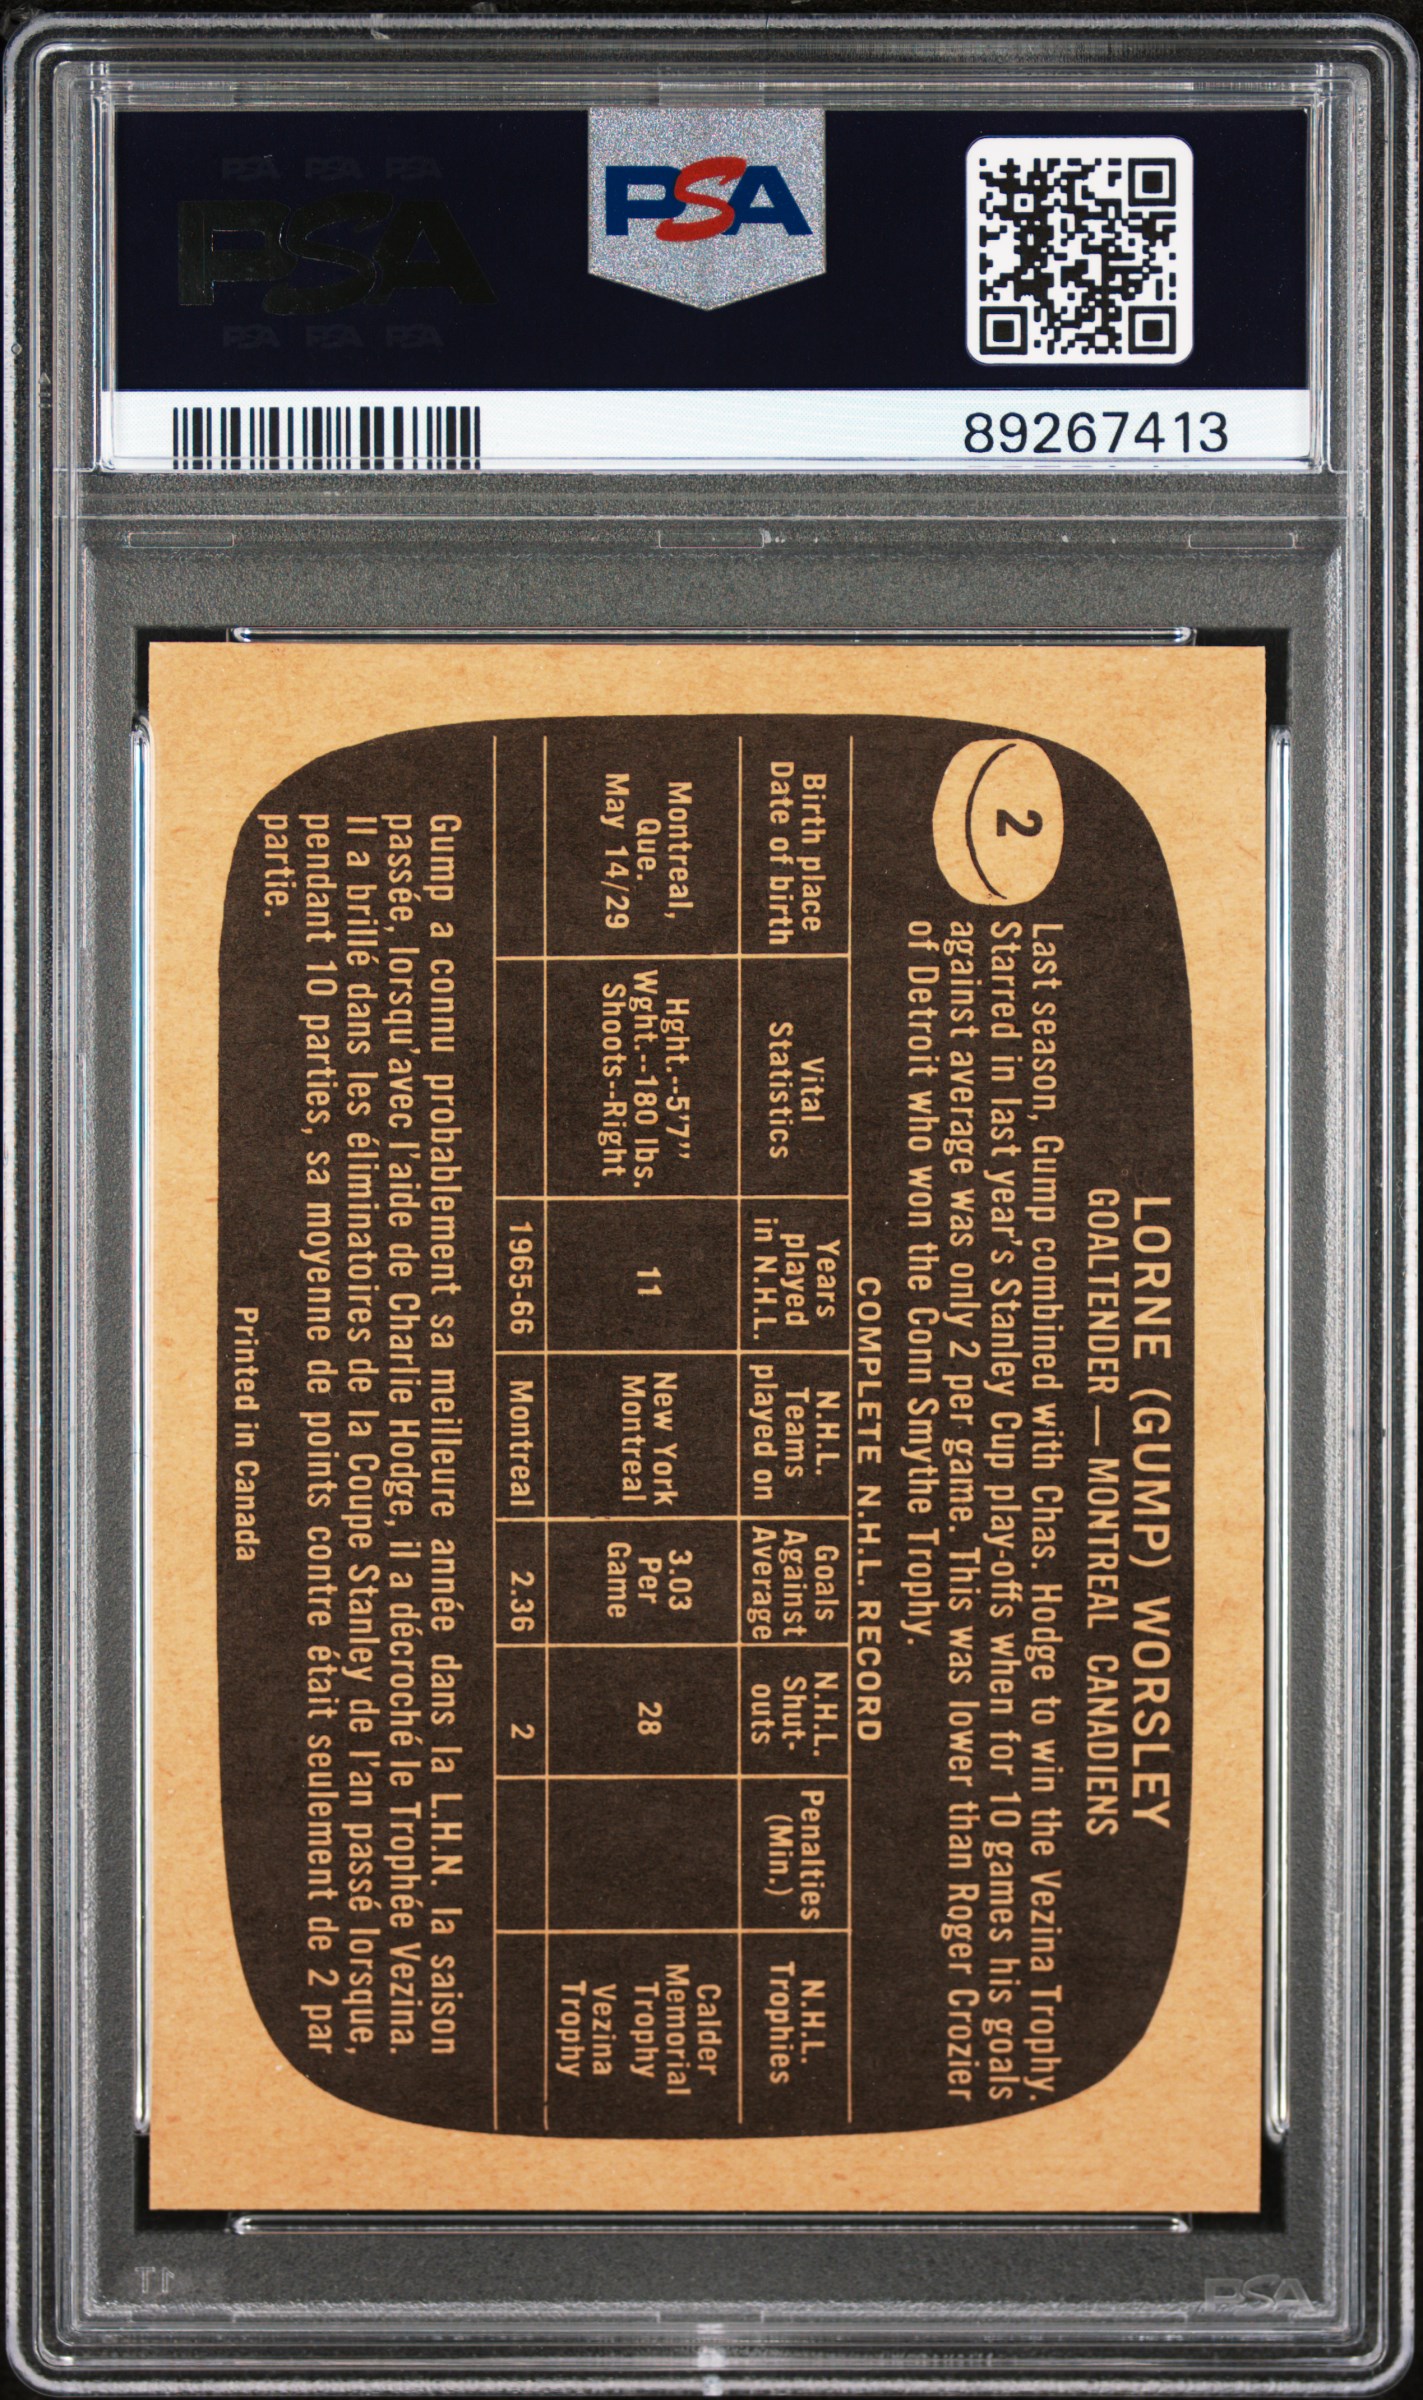 PSA PSA PSA
PSA
PSA PSA PSA
PSA
89267413
2
LORNE (GUMP) WORSLEY
GOALTENDER — MONTREAL CANADIENS
Last season, Gump combined with Chas. Hodge to win the Vezina Trophy.
Starred in last year's Stanley Cup play-offs when for 10 games his goals
against average was only 2 per game. This was lower than Roger Crozier
of Detroit who won the Conn Smythe Trophy.
COMPLETE N.H.L. RECORD
Birth place
Date of birth
Vital
Statistics
Years
played
in N.H.L.
N.H.L.
Teams
played on
Goals
Against
Average
N.H.L.
Shut-
outs
Penalties
(Min.)
N.H.L.
Trophies
Montreal,
Que.
May 14/29
Hght.--5'7"
Wght.--180 lbs.
Shoots--Right
11
New York
Montreal
3.03
Per
Game
28
Calder
Memorial
Trophy
Vezina
Trophy
1965-66
Montreal
2.36
2
Gump a connu probablement sa meilleure année dans la L.H.N. la saison
passée, lorsqu'avec l'aide de Charlie Hodge, il a décroché le Trophée Vezina.
Il a brillé dans les éliminatoires de la Coupe Stanley de l'an passé lorsque,
pendant 10 parties, sa moyenne de points contre était seulement de 2 par
partie.
Printed in Canada
PSA